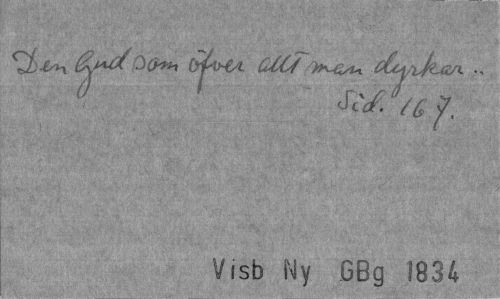 Den Gud som öfver allt man dyrkar..
Sid. 167.
Visb Ny GBg 1834